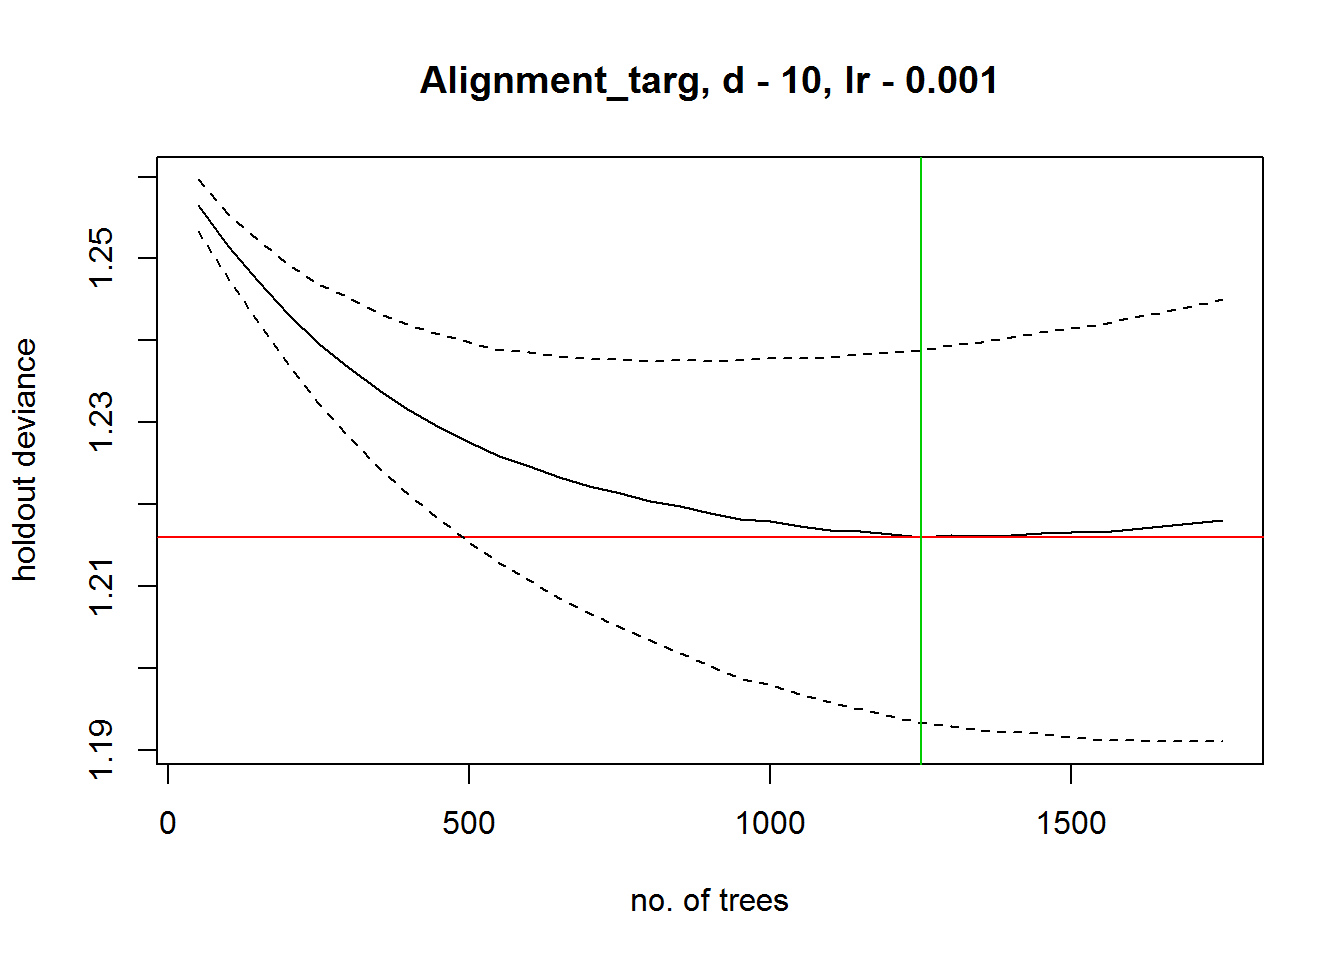 Alignment_targ, d - 10, lr - 0.001
holdout deviance
1.25
1.23
1.21
1.19
0 500 1000 1500
no. of trees